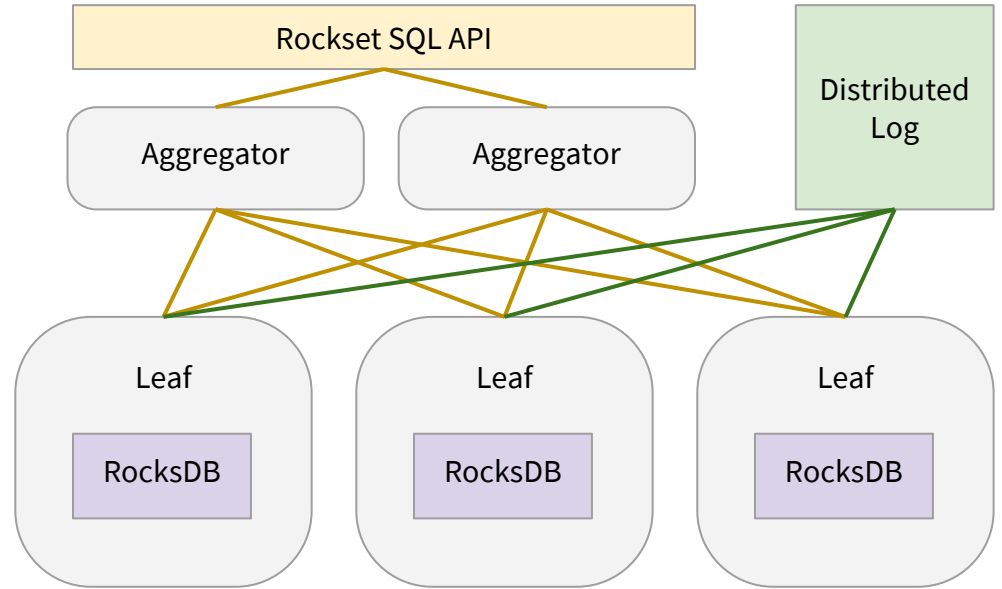 Rockset SQL API
Distributed
Log
Aggregator
Aggregator
Leaf
Leaf
Leaf
RocksDB
RocksDB
RocksDB